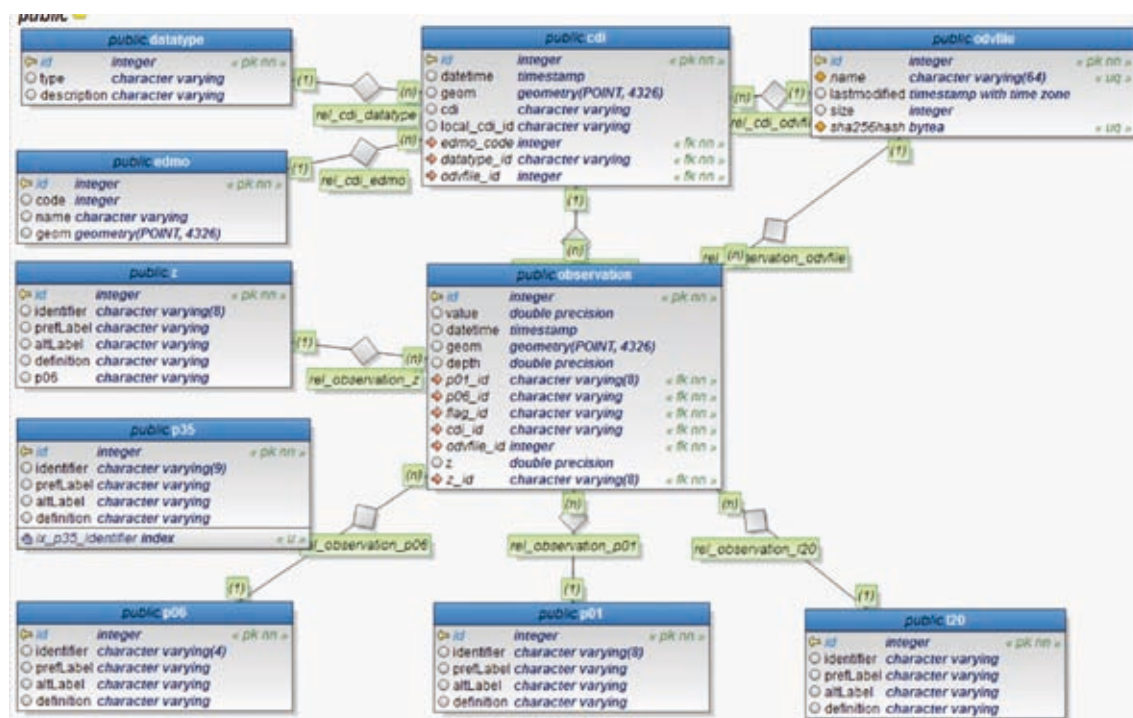 public
public.datatype
id integer « pk nn »
type character varying
description character varying
public.cdi
id integer « pk nn »
datetime timestamp
geom geometry(POINT, 4326)
cdi character varying
local_cdi_id character varying
edmo_code integer « fk nn »
datatype_id character varying « fk nn »
odvfile_id integer « fk nn »
public.odvfile
id integer « pk nn »
name character varying(64) « uq »
lastmodified timestamp with time zone
size integer
sha256hash bytea « uq »
(1)
(n)
rel_cdi_datatype
(n)
(1)
rel_cdi_odvfile
public.edmo
id integer « pk nn »
code integer
name character varying
geom geometry(POINT, 4326)
(n)
(1)
rel_cdi_edmo
(1)
(n)
(1)
(n)
rel_observation_odvfile
public.z
id integer « pk nn »
identifier character varying(8)
prefLabel character varying
altLabel character varying
definition character varying
p06 character varying
(1)
(n)
rel_observation_z
public.observation
id integer « pk nn »
value double precision
datetime timestamp
geom geometry(POINT, 4326)
depth double precision
p01_id character varying(8) « fk nn »
p06_id character varying « fk nn »
flag_id character varying « fk nn »
cdi_id character varying « fk nn »
odvfile_id integer « fk nn »
z double precision
z_id character varying(8) « fk nn »
public.p35
id integer « pk nn »
identifier character varying(9)
prefLabel character varying
altLabel character varying
definition character varying
ix_p35_identifier index « u »
(n)
rel_observation_p06
(1)
(n)
rel_observation_p01
(1)
(n)
rel_observation_l20
(1)
public.p06
id integer « pk nn »
identifier character varying(4)
prefLabel character varying
altLabel character varying
definition character varying
public.p01
id integer « pk nn »
identifier character varying(8)
prefLabel character varying
altLabel character varying
definition character varying
public.l20
id integer « pk nn »
identifier character varying
prefLabel character varying
altLabel character varying
definition character varying